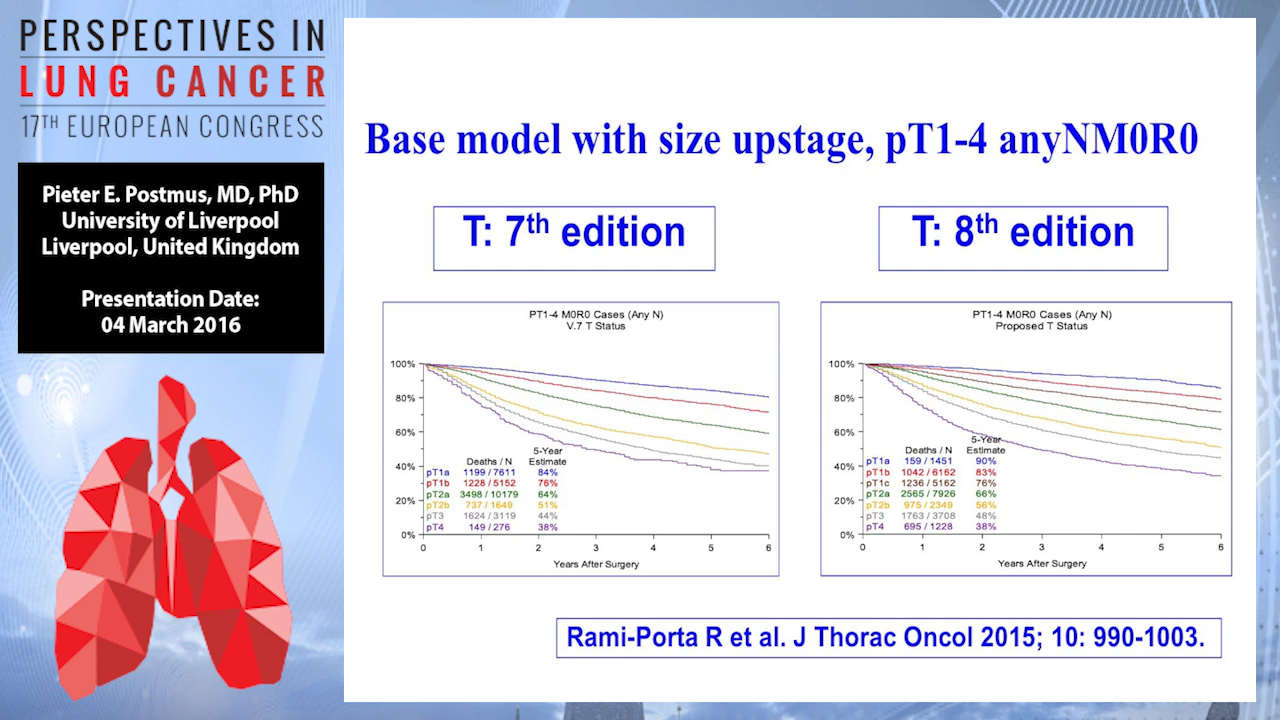 PERSPECTIVES IN
LUNG CANCER
17TH EUROPEAN CONGRESS
Pieter E. Postmus, MD, PhD
University of Liverpool
Liverpool, United Kingdom
Presentation Date:
04 March 2016
Base model with size upstage, pT1-4 anyNM0R0
T: 7th edition
PT1-4 M0R0 Cases (Any N)
V.7 T Status
100%
80%
60%
40%
20%
0%
5-Year
Deaths / N Estimate
pT1a 1199 / 7611 84%
pT1b 1228 / 5152 76%
pT2a 3498 / 10179 64%
pT2b 737 / 1649 51%
pT3 1624 / 3119 44%
pT4 149 / 276 38%
0 1 2 3 4 5 6
Years After Surgery
T: 8th edition
PT1-4 M0R0 Cases (Any N)
Proposed T Status
100%
80%
60%
40%
20%
0%
5-Year
Deaths / N Estimate
pT1a 159 / 1451 90%
pT1b 1042 / 6162 83%
pT1c 1236 / 5162 76%
pT2a 2565 / 7926 66%
pT2b 975 / 2349 56%
pT3 1763 / 3708 48%
pT4 695 / 1228 38%
0 1 2 3 4 5 6
Years After Surgery
Rami-Porta R et al. J Thorac Oncol 2015; 10: 990-1003.